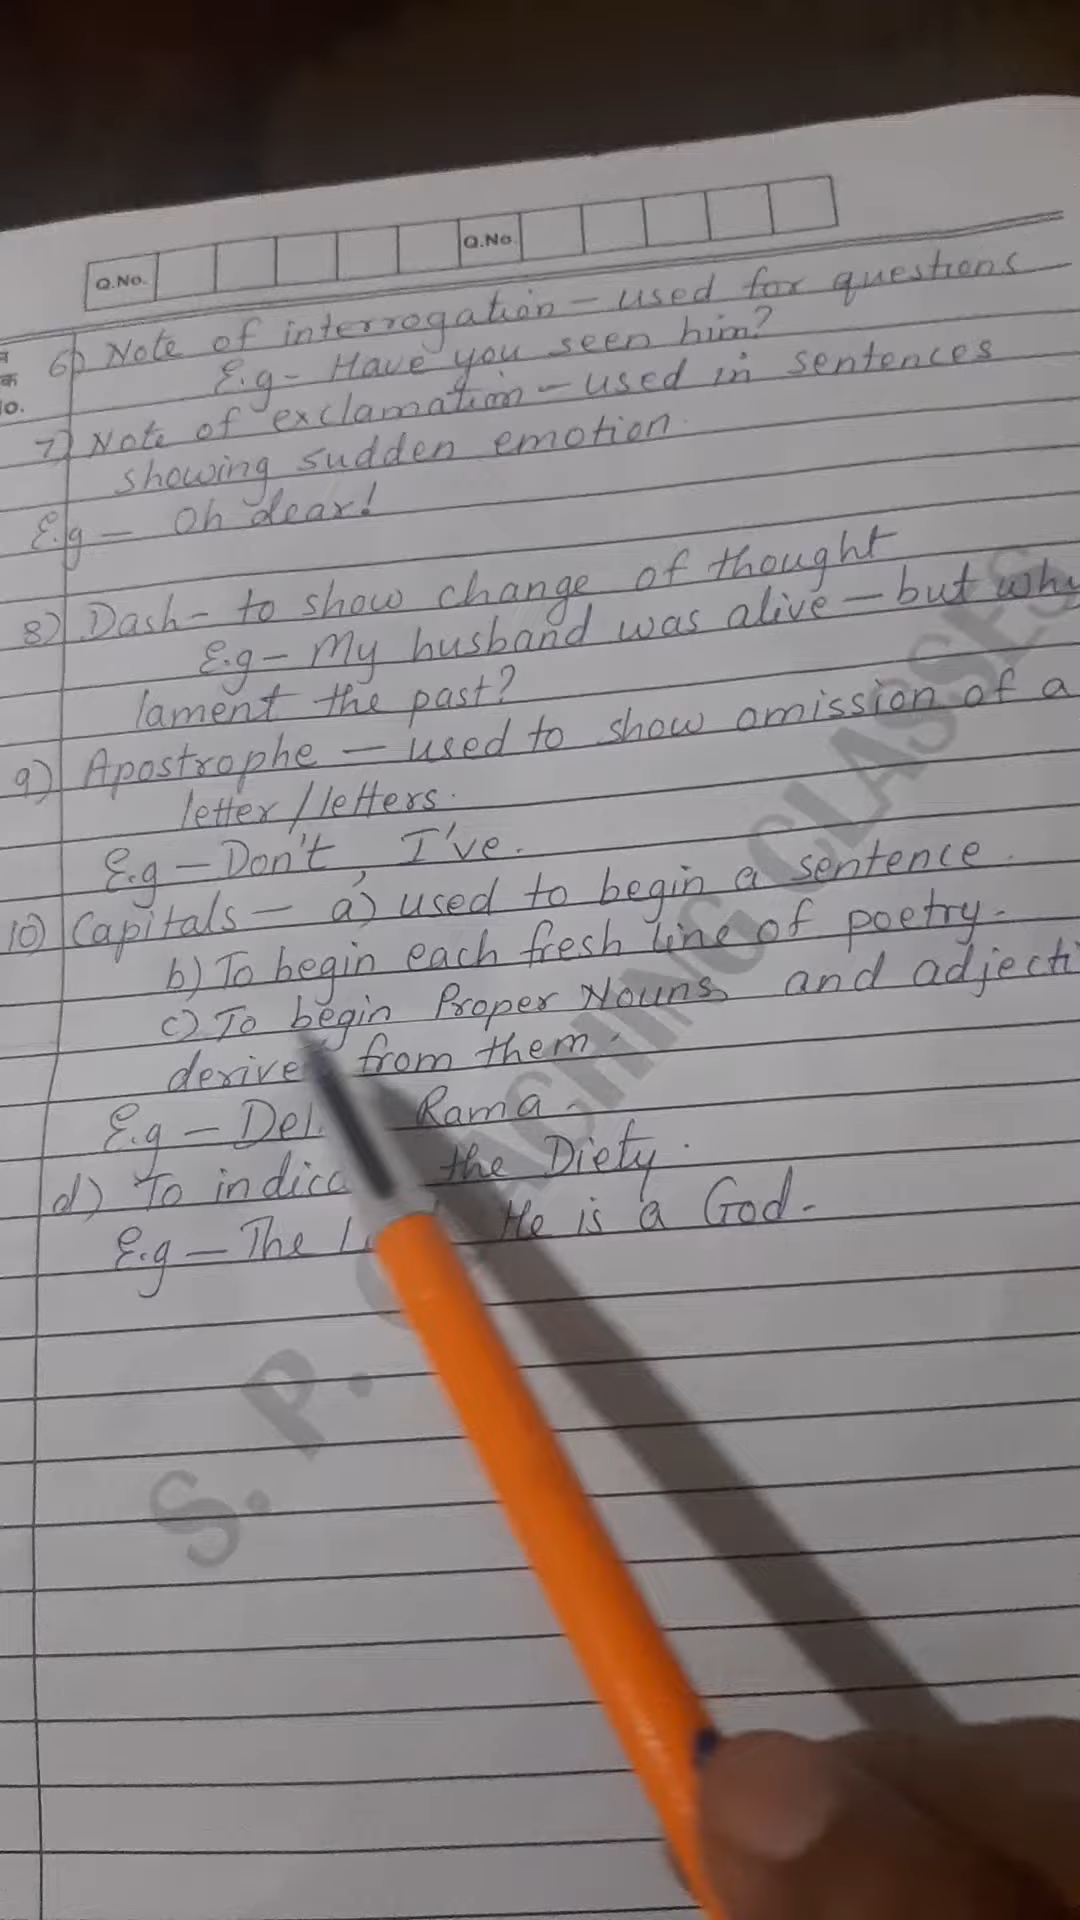 Q.No. Q.No.
6) Note of interrogation – used for questions
E.g – Have you seen him?
7) Note of exclamation – used in sentences
showing sudden emotion.
E.g – Oh dear!
8) Dash – to show change of thought
E.g – My husband was alive – but why
lament the past?
9) Apostrophe – used to show omission of a
letter/letters.
E.g – Don't, I've.
10) Capitals – a) used to begin a sentence.
b) To begin each fresh line of poetry.
c) To begin Proper Nouns and adjecti
derive from them.
E.g – Del Rama.
d) To indica the Diety.
E.g – The He is a God.
S. P. COACHING CLASSES